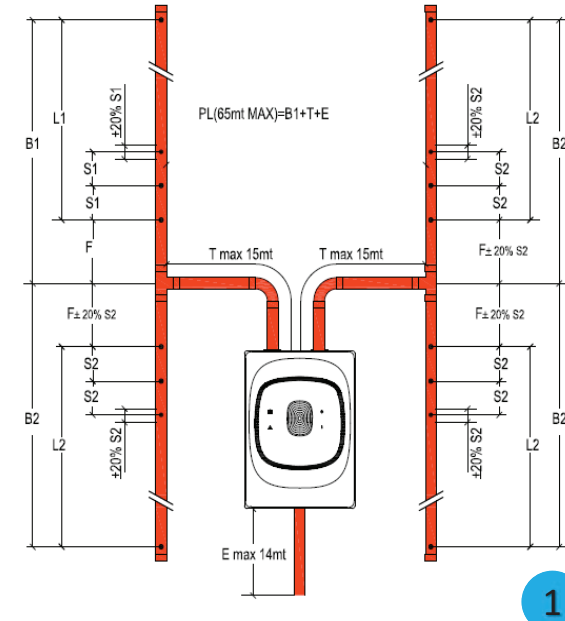 PL(65mt MAX)=B1+T+E
±20% S1
L1
B1
S1
S1
F
±20% S2
L2
B2
S2
S2
F± 20% S2
T max 15mt
T max 15mt
F± 20% S2
S2
S2
±20% S2
L2
B2
F± 20% S2
S2
S2
±20% S2
L2
B2
E max 14mt
1